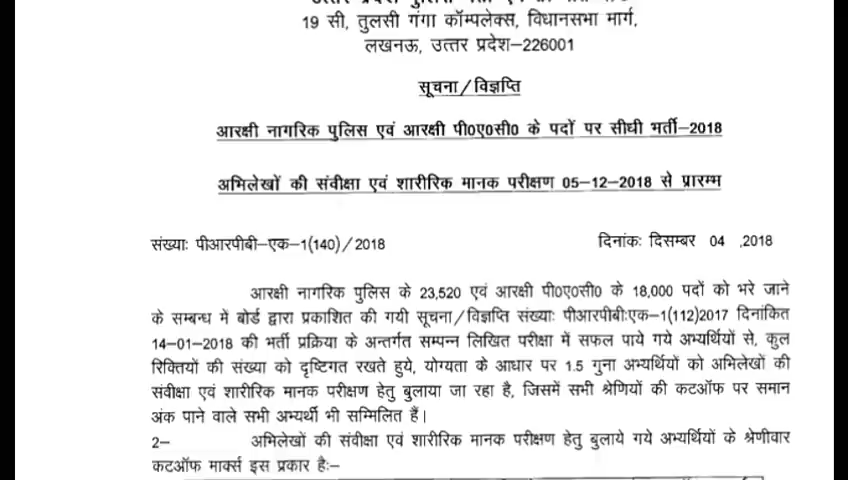 19 सी, तुलसी गंगा कॉम्पलेक्स, विधानसभा मार्ग,
लखनऊ, उत्तर प्रदेश–226001
सूचना/विज्ञप्ति
आरक्षी नागरिक पुलिस एवं आरक्षी पी0ए0सी0 के पदों पर सीधी भर्ती–2018
अभिलेखों की संवीक्षा एवं शारीरिक मानक परीक्षण 05–12–2018 से प्रारम्भ
संख्याः पीआरपीबी–एक–1(140)/2018 दिनांकः दिसम्बर 04 ,2018
आरक्षी नागरिक पुलिस के 23,520 एवं आरक्षी पी0ए0सी0 के 18,000 पदों को भरे जाने
के सम्बन्ध में बोर्ड द्वारा प्रकाशित की गयी सूचना/विज्ञप्ति संख्याः पीआरपीबीःएक–1(112)2017 दिनांकित
14–01–2018 की भर्ती प्रक्रिया के अन्तर्गत सम्पन्न लिखित परीक्षा में सफल पाये गये अभ्यर्थियों से, कुल
रिक्तियों की संख्या को दृष्टिगत रखते हुये, योग्यता के आधार पर 1.5 गुना अभ्यर्थियों को अभिलेखों की
संवीक्षा एवं शारीरिक मानक परीक्षण हेतु बुलाया जा रहा है, जिसमें सभी श्रेणियों की कटऑफ पर समान
अंक पाने वाले सभी अभ्यर्थी भी सम्मिलित हैं।
2– अभिलेखों की संवीक्षा एवं शारीरिक मानक परीक्षण हेतु बुलाये गये अभ्यर्थियों के श्रेणीवार
कटऑफ मार्क्स इस प्रकार हैः–